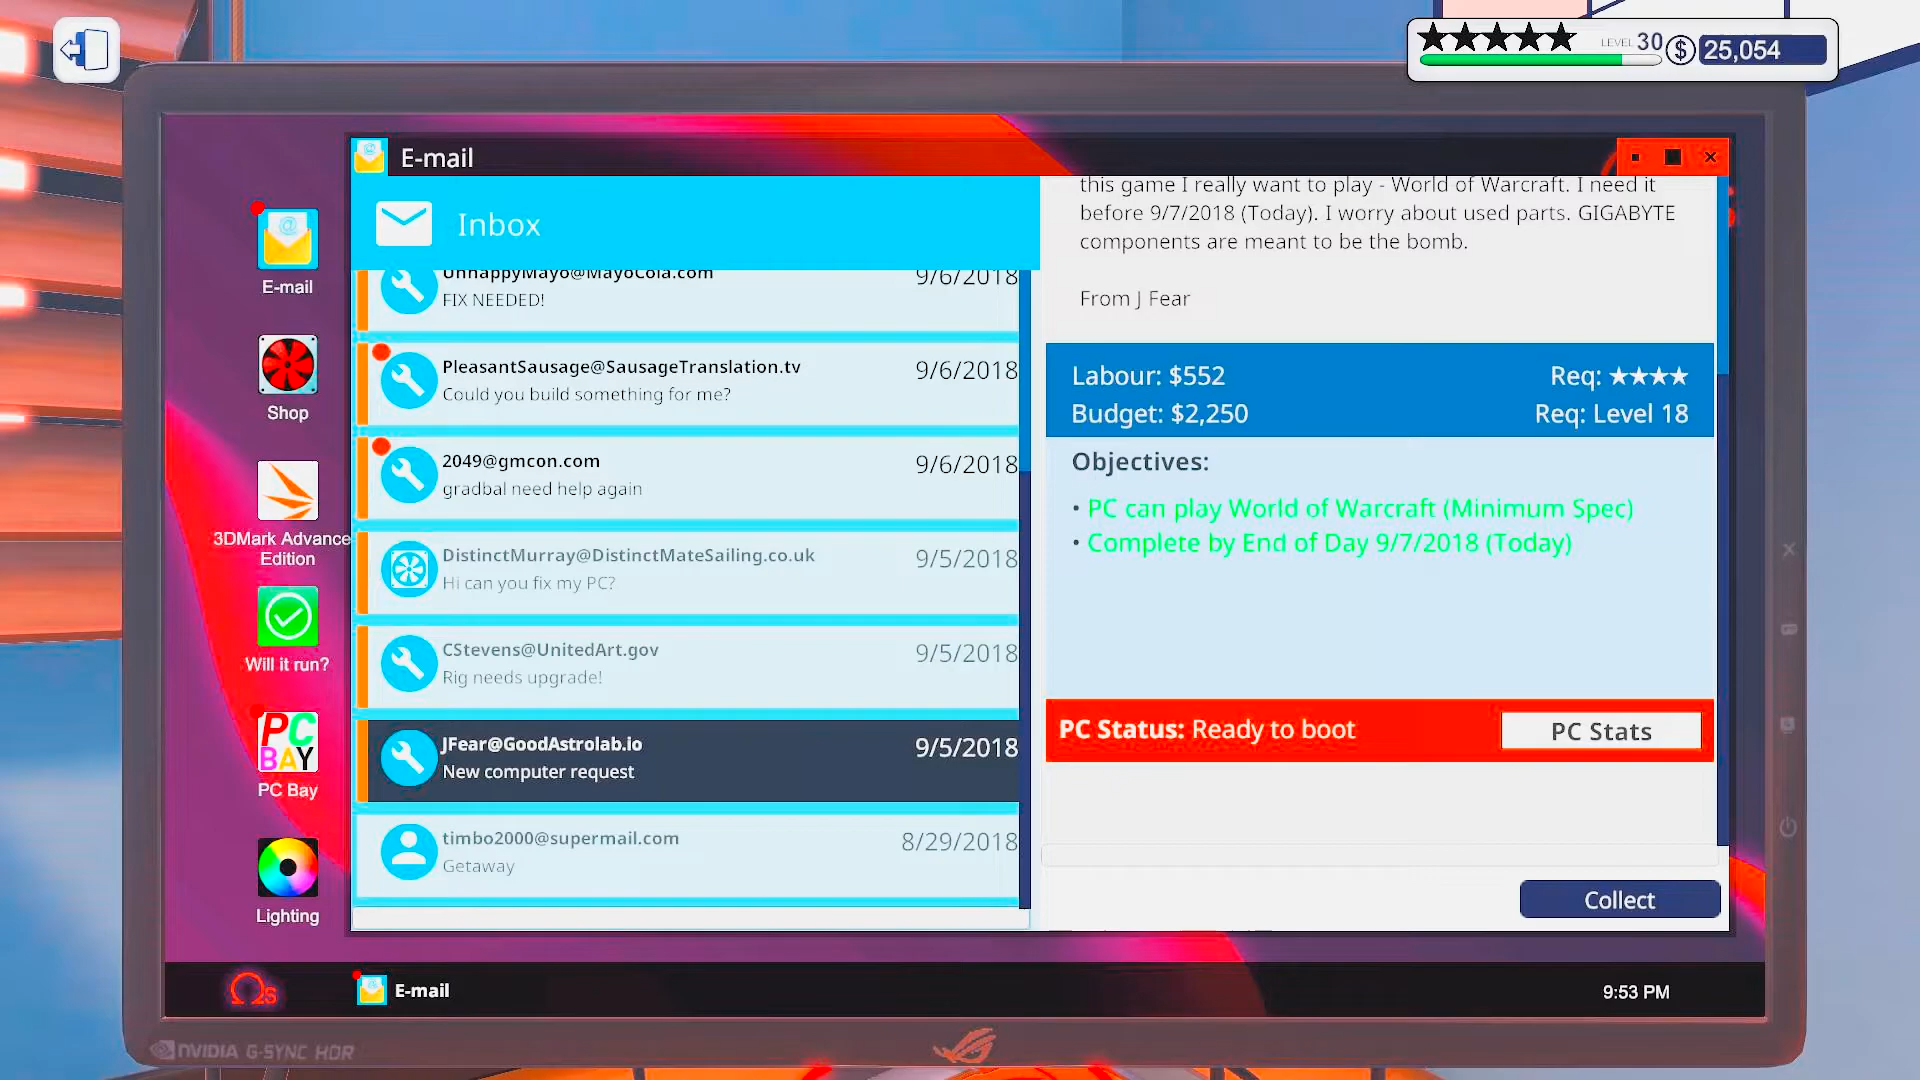 LEVEL 30
$ 25,054
E-mail
Inbox
UnhappyMayo@MayoCola.com
9/6/2018
FIX NEEDED!
PleasantSausage@SausageTranslation.tv
9/6/2018
Could you build something for me?
2049@gmcon.com
9/6/2018
gradbal need help again
DistinctMurray@DistinctMateSailing.co.uk
9/5/2018
Hi can you fix my PC?
CStevens@UnitedArt.gov
9/5/2018
Rig needs upgrade!
JFear@GoodAstrolab.io
9/5/2018
New computer request
timbo2000@supermail.com
8/29/2018
Getaway
this game I really want to play - World of Warcraft. I need it
before 9/7/2018 (Today). I worry about used parts. GIGABYTE
components are meant to be the bomb.
From J Fear
Labour: $552
Req: ★★★★
Budget: $2,250
Req: Level 18
Objectives:
• PC can play World of Warcraft (Minimum Spec)
• Complete by End of Day 9/7/2018 (Today)
PC Status: Ready to boot
PC Stats
Collect
E-mail
Shop
3DMark Advance
Edition
Will it run?
PC
BAY
PC Bay
Lighting
Ωs
E-mail
9:53 PM
NVIDIA G-SYNC HDR